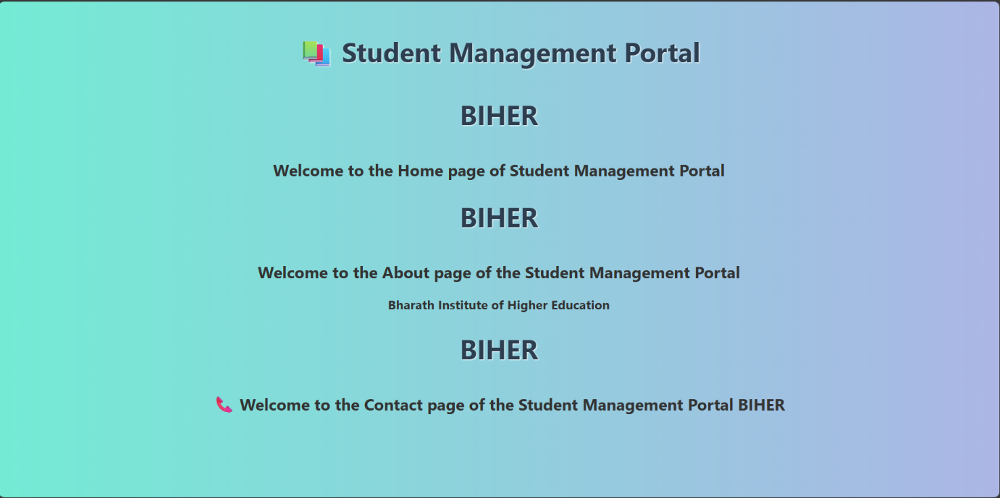 📚 Student Management Portal
BIHER
Welcome to the Home page of Student Management Portal
BIHER
Welcome to the About page of the Student Management Portal
Bharath Institute of Higher Education
BIHER
📞 Welcome to the Contact page of the Student Management Portal BIHER